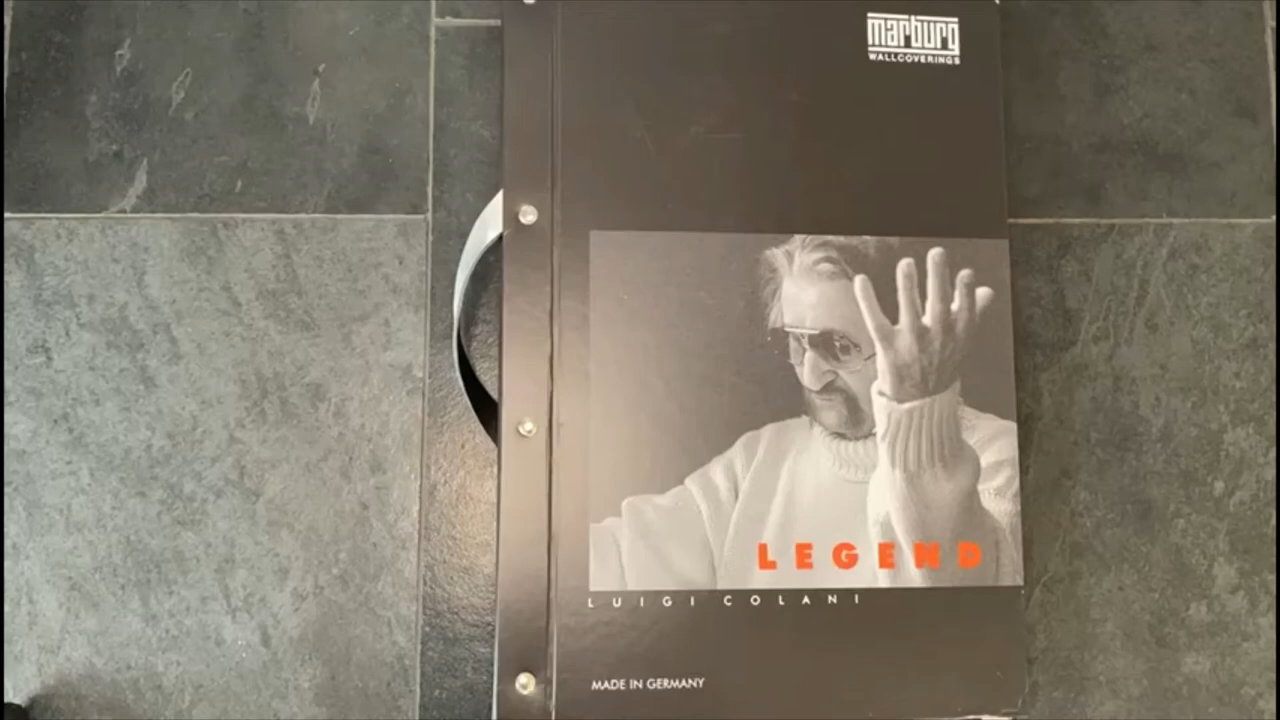 marburg
WALLCOVERINGS
LEGEND
LUIGI COLANI
MADE IN GERMANY